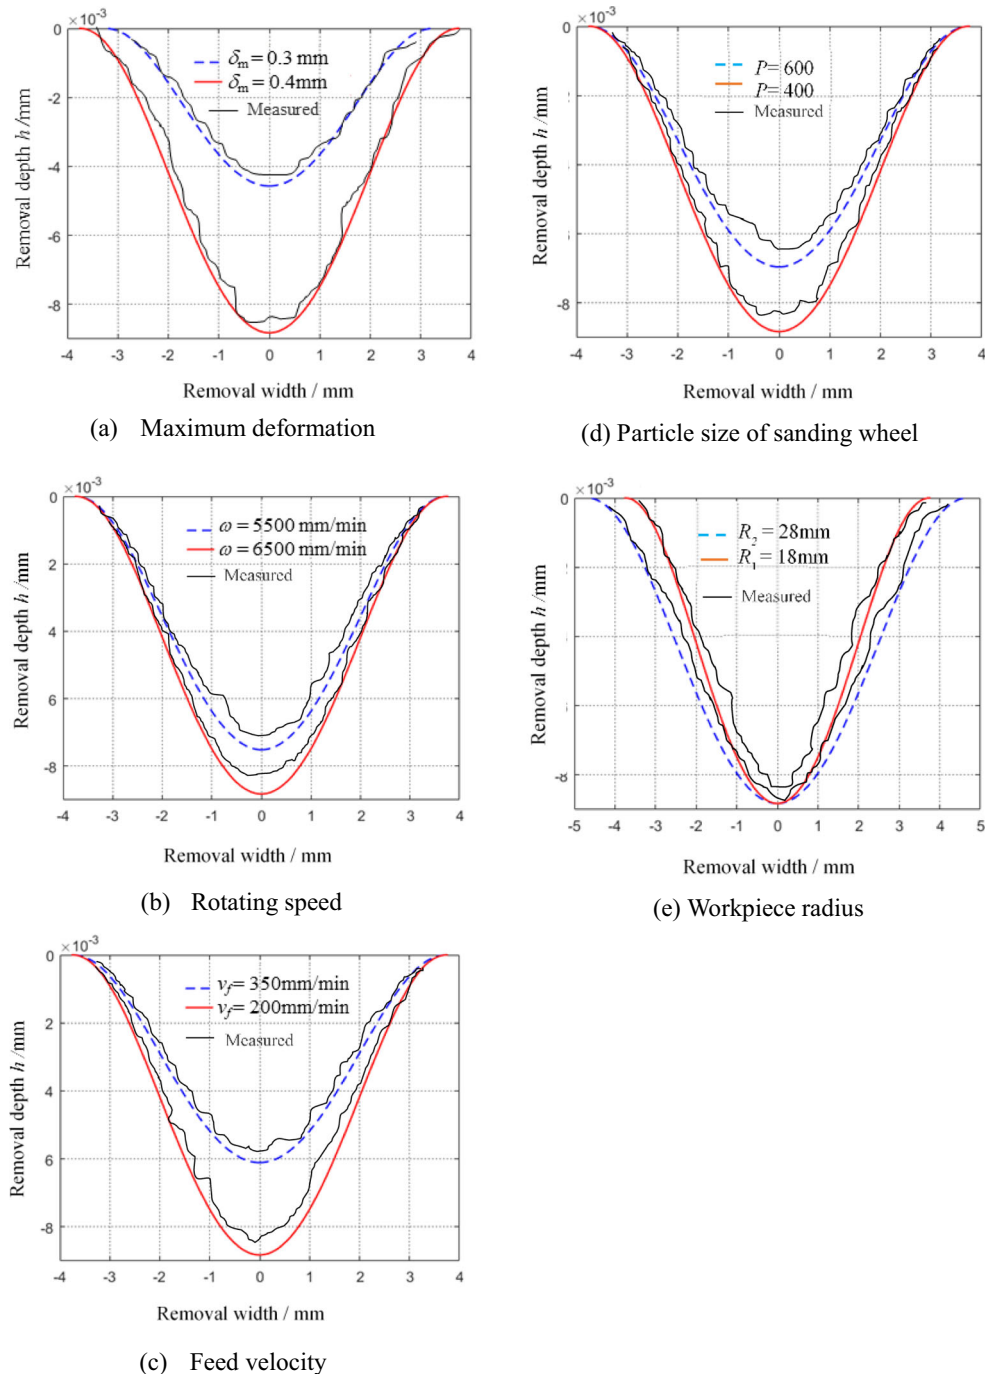 ×10⁻³
0
-2
-4
-6
-8
-4 -3 -2 -1 0 1 2 3 4
δm = 0.3 mm
δm = 0.4mm
Measured
Removal depth h /mm
Removal width / mm
(a) Maximum deformation
×10⁻³
0
-8
-4 -3 -2 -1 0 1 2 3 4
P= 600
P= 400
Measured
Removal depth h /mm
Removal width / mm
(d) Particle size of sanding wheel
×10⁻³
0
2
4
6
-8
-4 -3 -2 -1 0 1 2 3 4
ω = 5500 mm/min
ω = 6500 mm/min
Measured
Removal depth h /mm
Removal width / mm
(b) Rotating speed
×10⁻³
0
-5 -4 -3 -2 -1 0 1 2 3 4 5
R2 = 28mm
R1 = 18mm
Measured
Removal depth h /mm
Removal width / mm
(e) Workpiece radius
×10⁻³
0
2
4
6
-8
-4 -3 -2 -1 0 1 2 3 4
vf= 350mm/min
vf= 200mm/min
Measured
Removal depth h /mm
Removal width / mm
(c) Feed velocity